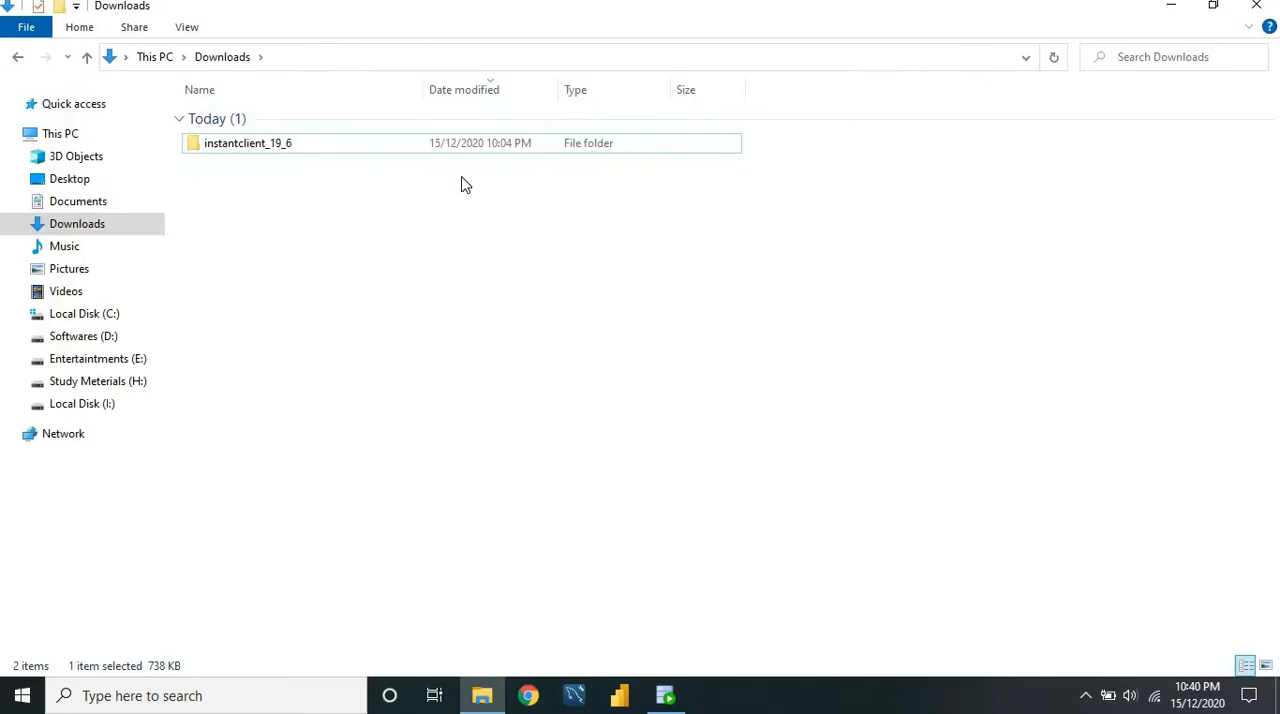 Downloads
File Home Share View
This PC Downloads Search Downloads
Name Date modified Type Size
Quick access
Today (1)
This PC
instantclient_19_6 15/12/2020 10:04 PM File folder
3D Objects
Desktop
Documents
Downloads
Music
Pictures
Videos
Local Disk (C:)
Softwares (D:)
Entertaintments (E:)
Study Meterials (H:)
Local Disk (I:)
Network
2 items 1 item selected 738 KB
Type here to search
10:40 PM
15/12/2020